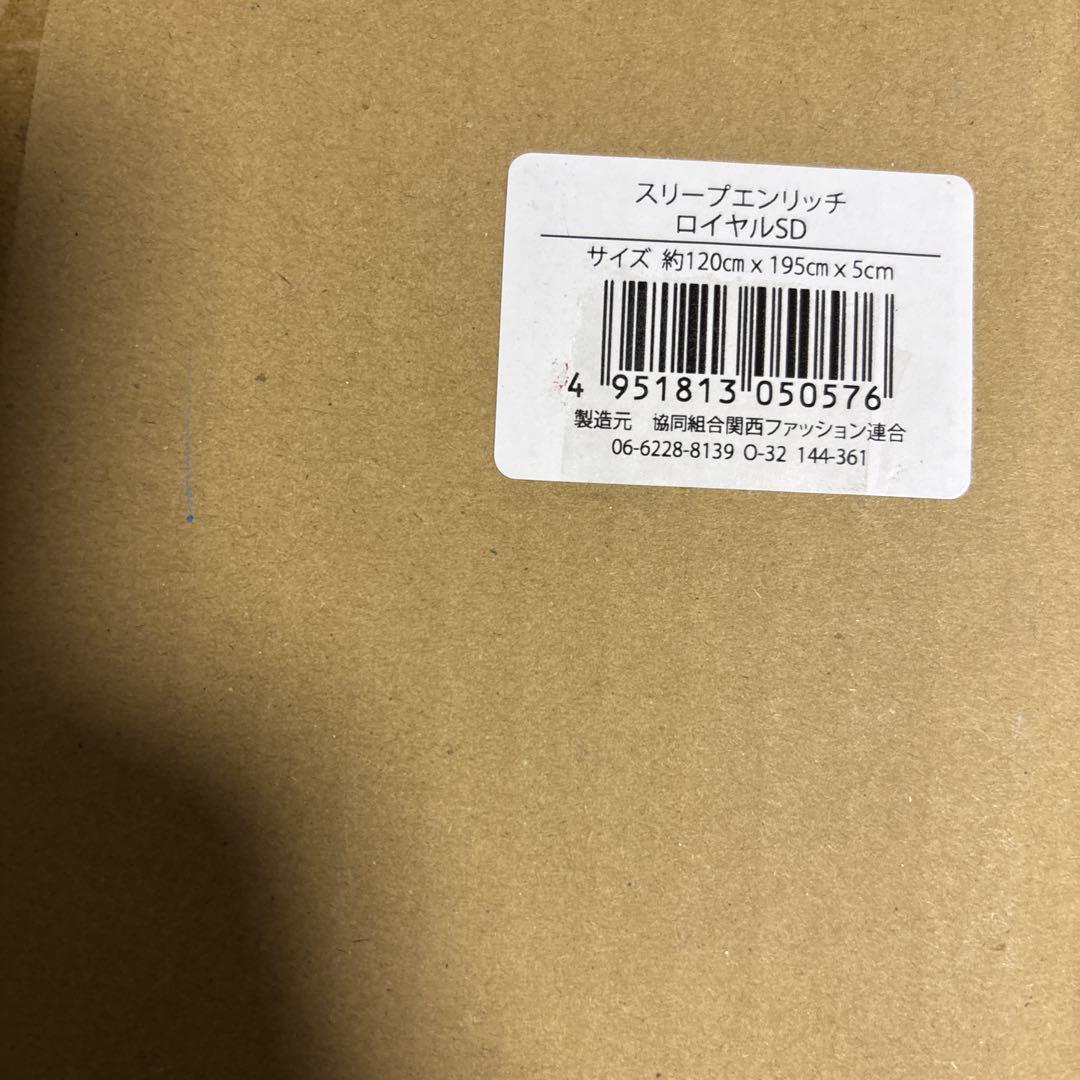 スリープエンリッチ
ロイヤルSD
サイズ 約120㎝ x 195㎝ x 5cm
4 951813 050576
製造元 協同組合関西ファッション連合
06-6228-8139 O-32 144-361